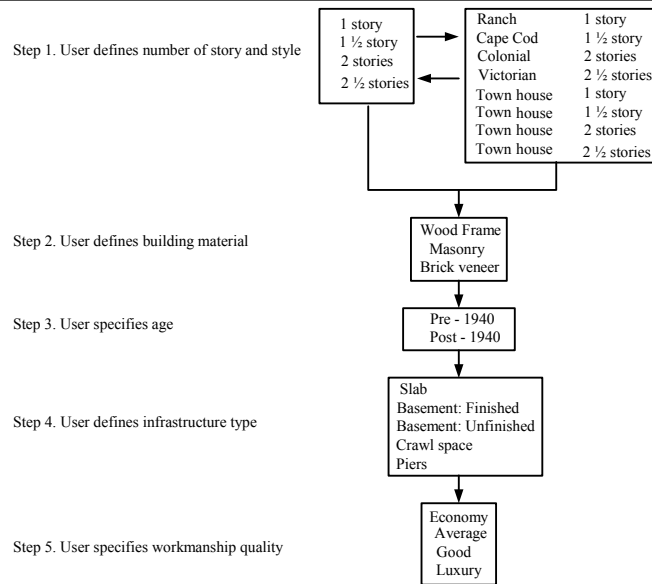 Step 1. User defines number of story and style
1 story
1 ½ story
2 stories
2 ½ stories
Ranch 1 story
Cape Cod 1 ½ story
Colonial 2 stories
Victorian 2 ½ stories
Town house 1 story
Town house 1 ½ story
Town house 2 stories
Town house 2 ½ stories
Step 2. User defines building material
Wood Frame
Masonry
Brick veneer
Step 3. User specifies age
Pre - 1940
Post - 1940
Step 4. User defines infrastructure type
Slab
Basement: Finished
Basement: Unfinished
Crawl space
Piers
Step 5. User specifies workmanship quality
Economy
Average
Good
Luxury